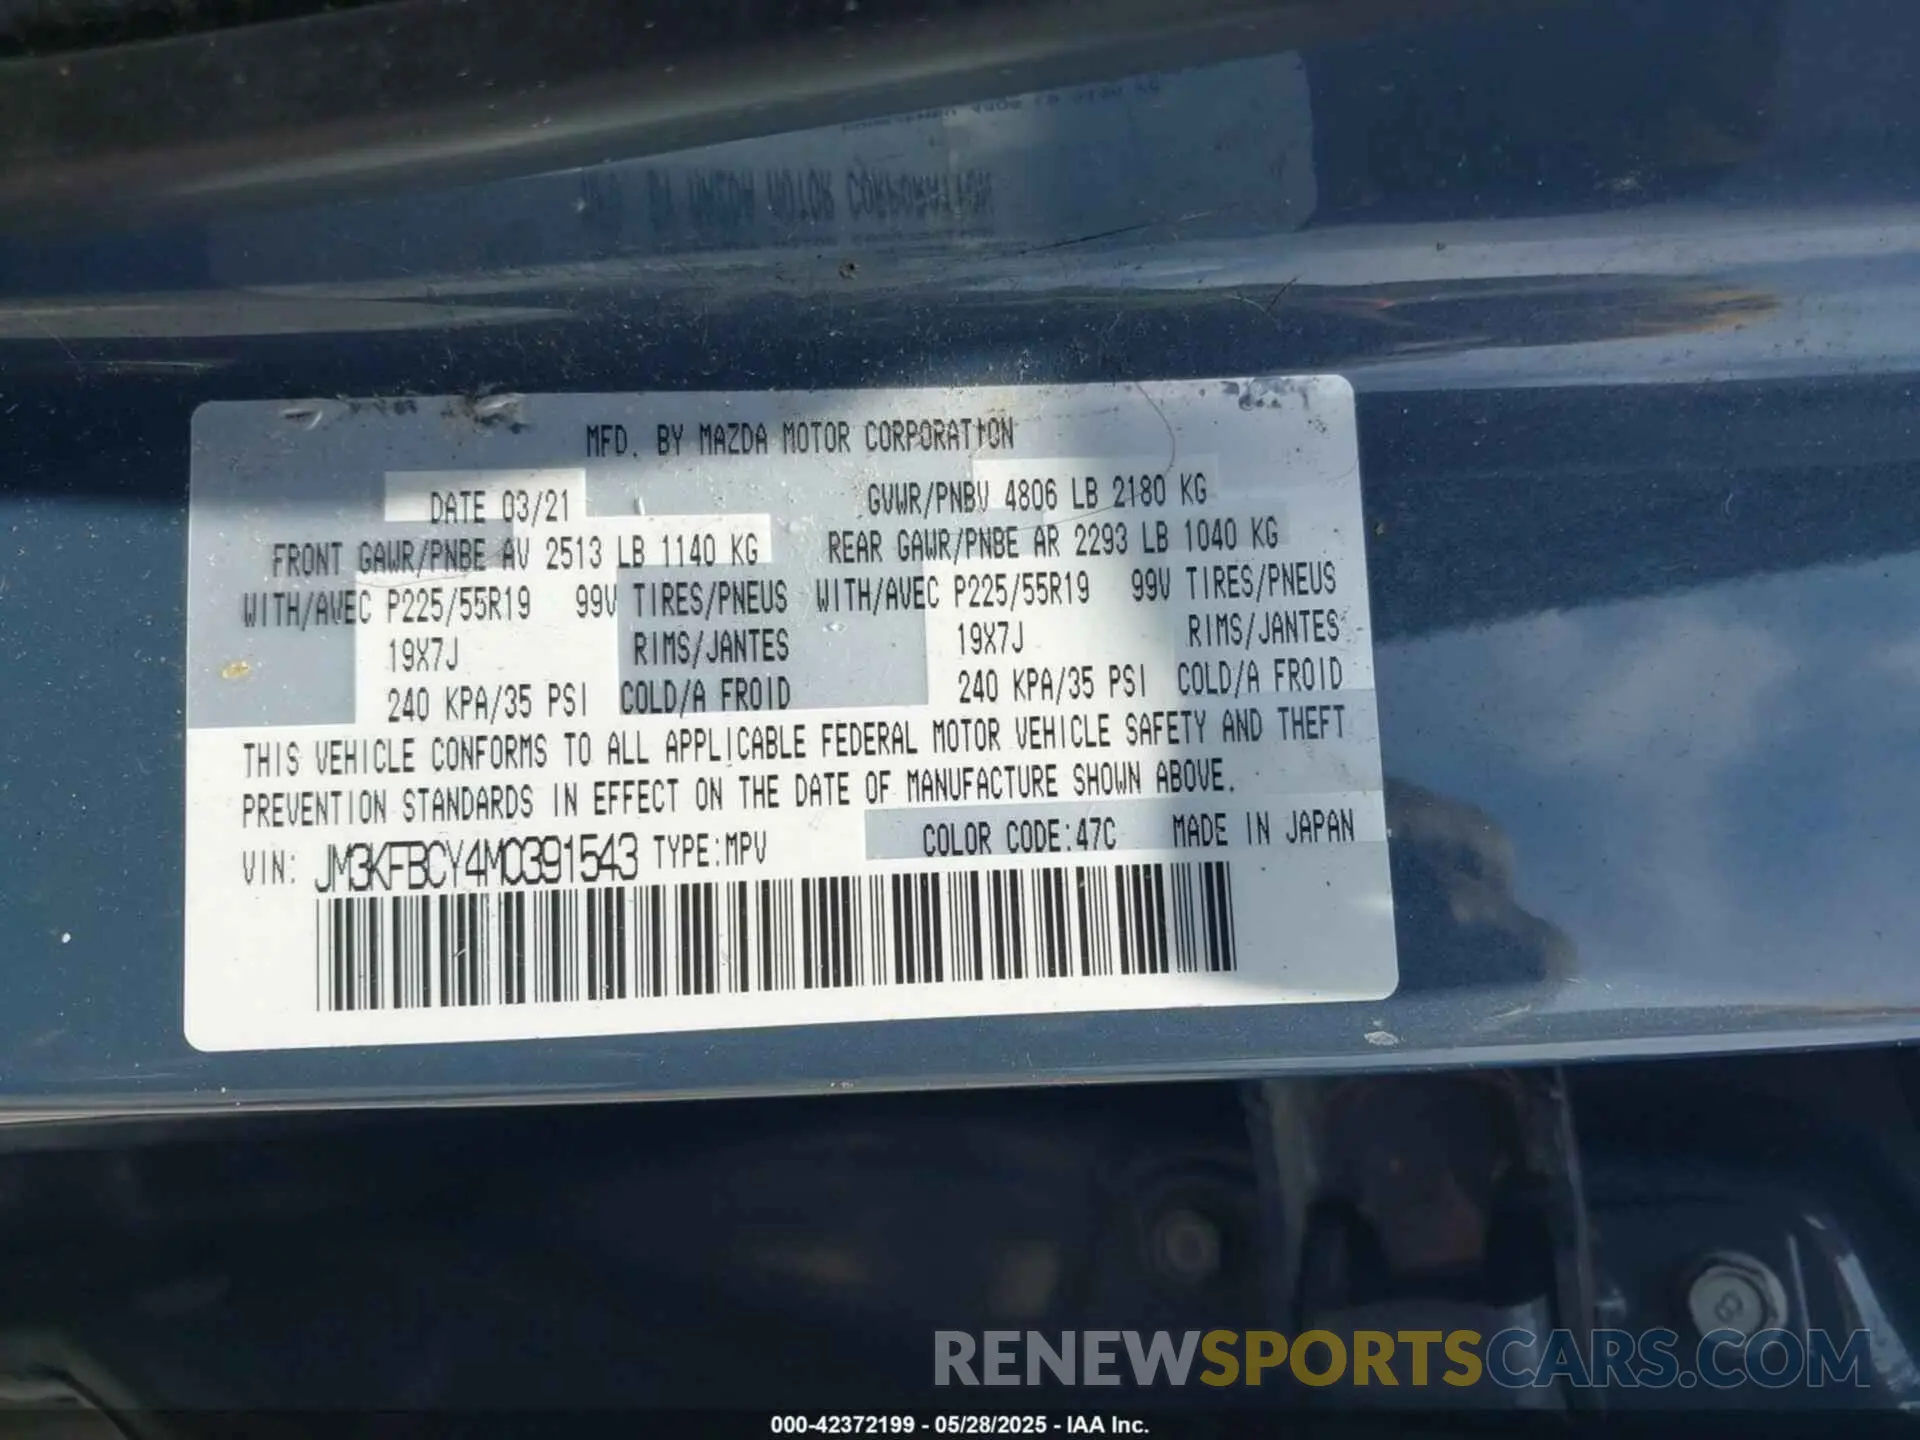 MFD. BY MAZDA MOTOR CORPORATION
DATE 03/21 GVWR/PNBV 4806 LB 2180 KG
FRONT GAWR/PNBE AV 2513 LB 1140 KG REAR GAWR/PNBE AR 2293 LB 1040 KG
WITH/AVEC P225/55R19 99V TIRES/PNEUS WITH/AVEC P225/55R19 99V TIRES/PNEUS
19X7J RIMS/JANTES 19X7J RIMS/JANTES
240 KPA/35 PSI COLD/A FROID 240 KPA/35 PSI COLD/A FROID
THIS VEHICLE CONFORMS TO ALL APPLICABLE FEDERAL MOTOR VEHICLE SAFETY AND THEFT
PREVENTION STANDARDS IN EFFECT ON THE DATE OF MANUFACTURE SHOWN ABOVE.
VIN: JM3KFBCY4M0391543 TYPE:MPV COLOR CODE:47C MADE IN JAPAN
8
RENEWSPORTSCARS.COM
000-42372199 - 05/28/2025 - IAA Inc.